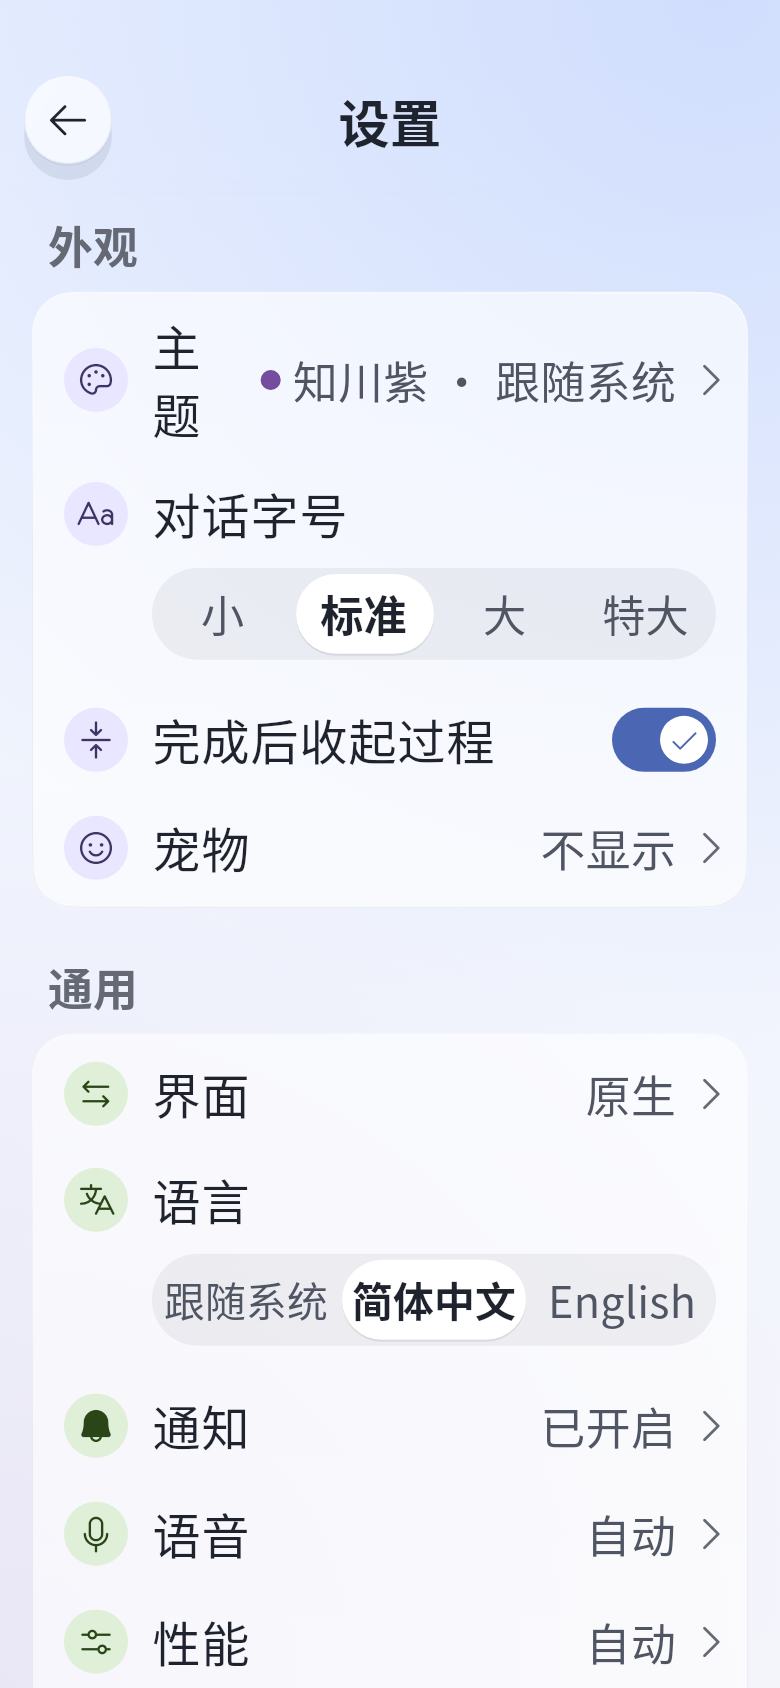 设置
外观
主题
知川紫 · 跟随系统
Aa 对话字号
小 标准 大 特大
完成后收起过程
宠物 不显示
通用
界面 原生
文A 语言
跟随系统 简体中文 English
通知 已开启
语音 自动
性能 自动